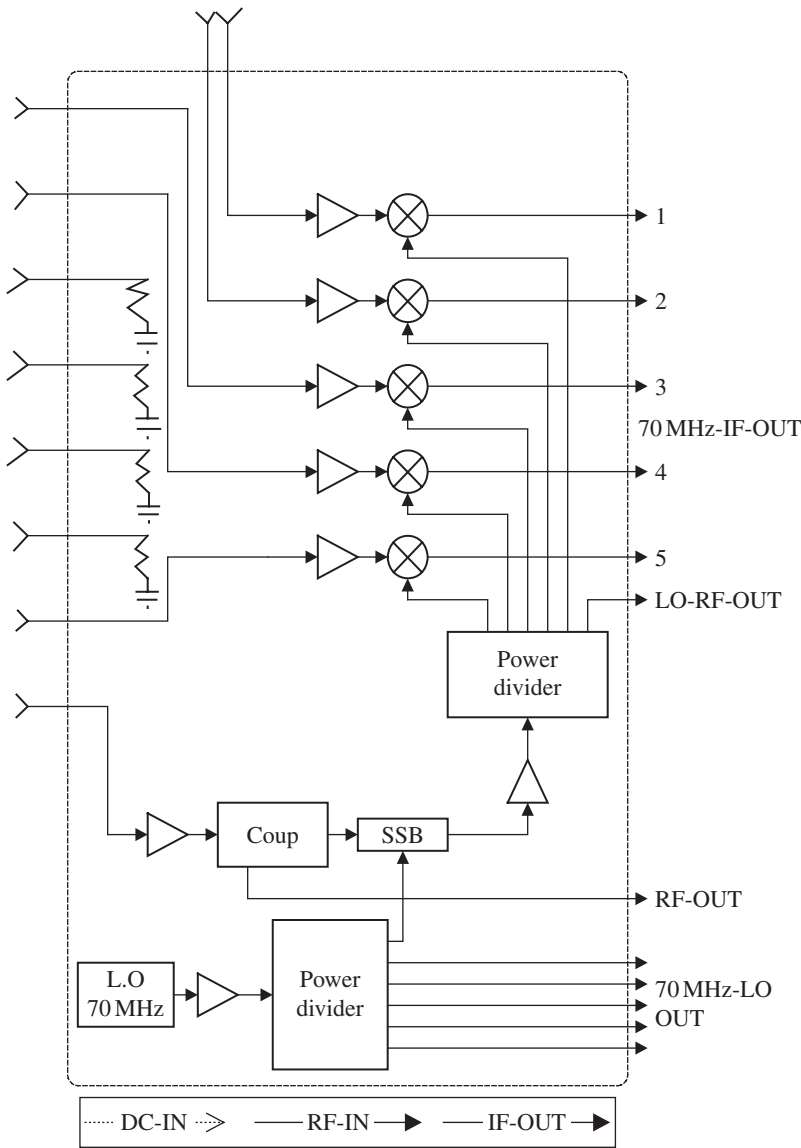 1
2
3
70 MHz-IF-OUT
4
5
LO-RF-OUT
Power
divider
Coup
SSB
RF-OUT
L.O
70 MHz
Power
divider
70 MHz-LO
OUT
DC-IN
RF-IN
IF-OUT